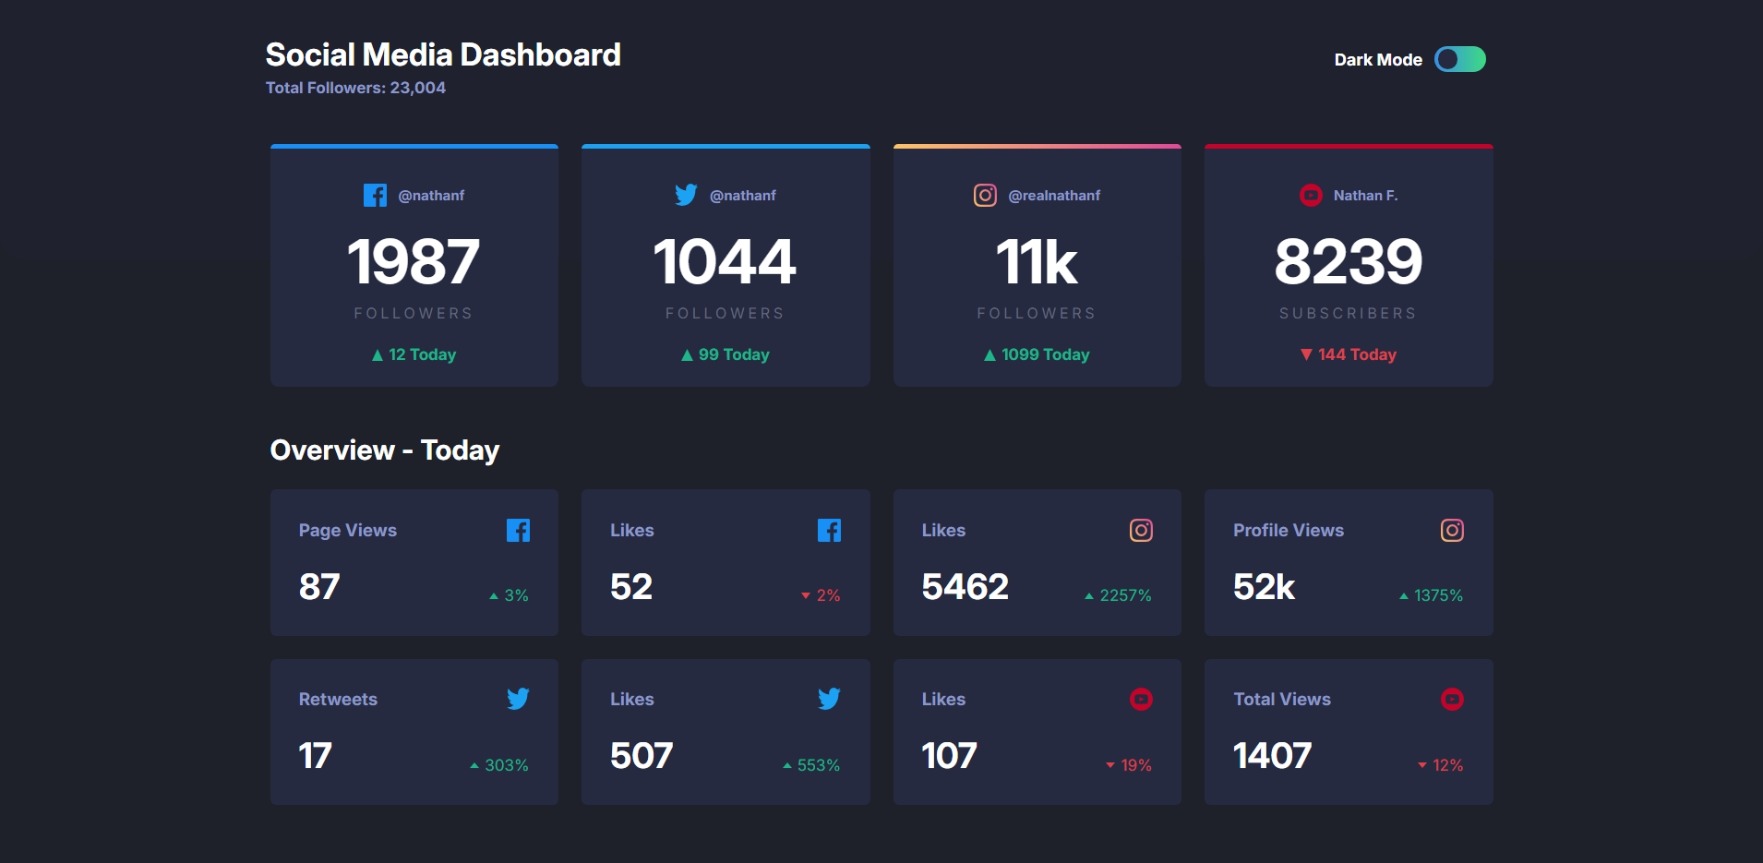 Social Media Dashboard
Total Followers: 23,004
Dark Mode
@nathanf
1987
FOLLOWERS
12 Today
@nathanf
1044
FOLLOWERS
99 Today
@realnathanf
11k
FOLLOWERS
1099 Today
Nathan F.
8239
SUBSCRIBERS
144 Today
Overview - Today
Page Views
87
3%
Likes
52
2%
Likes
5462
2257%
Profile Views
52k
1375%
Retweets
17
303%
Likes
507
553%
Likes
107
19%
Total Views
1407
12%